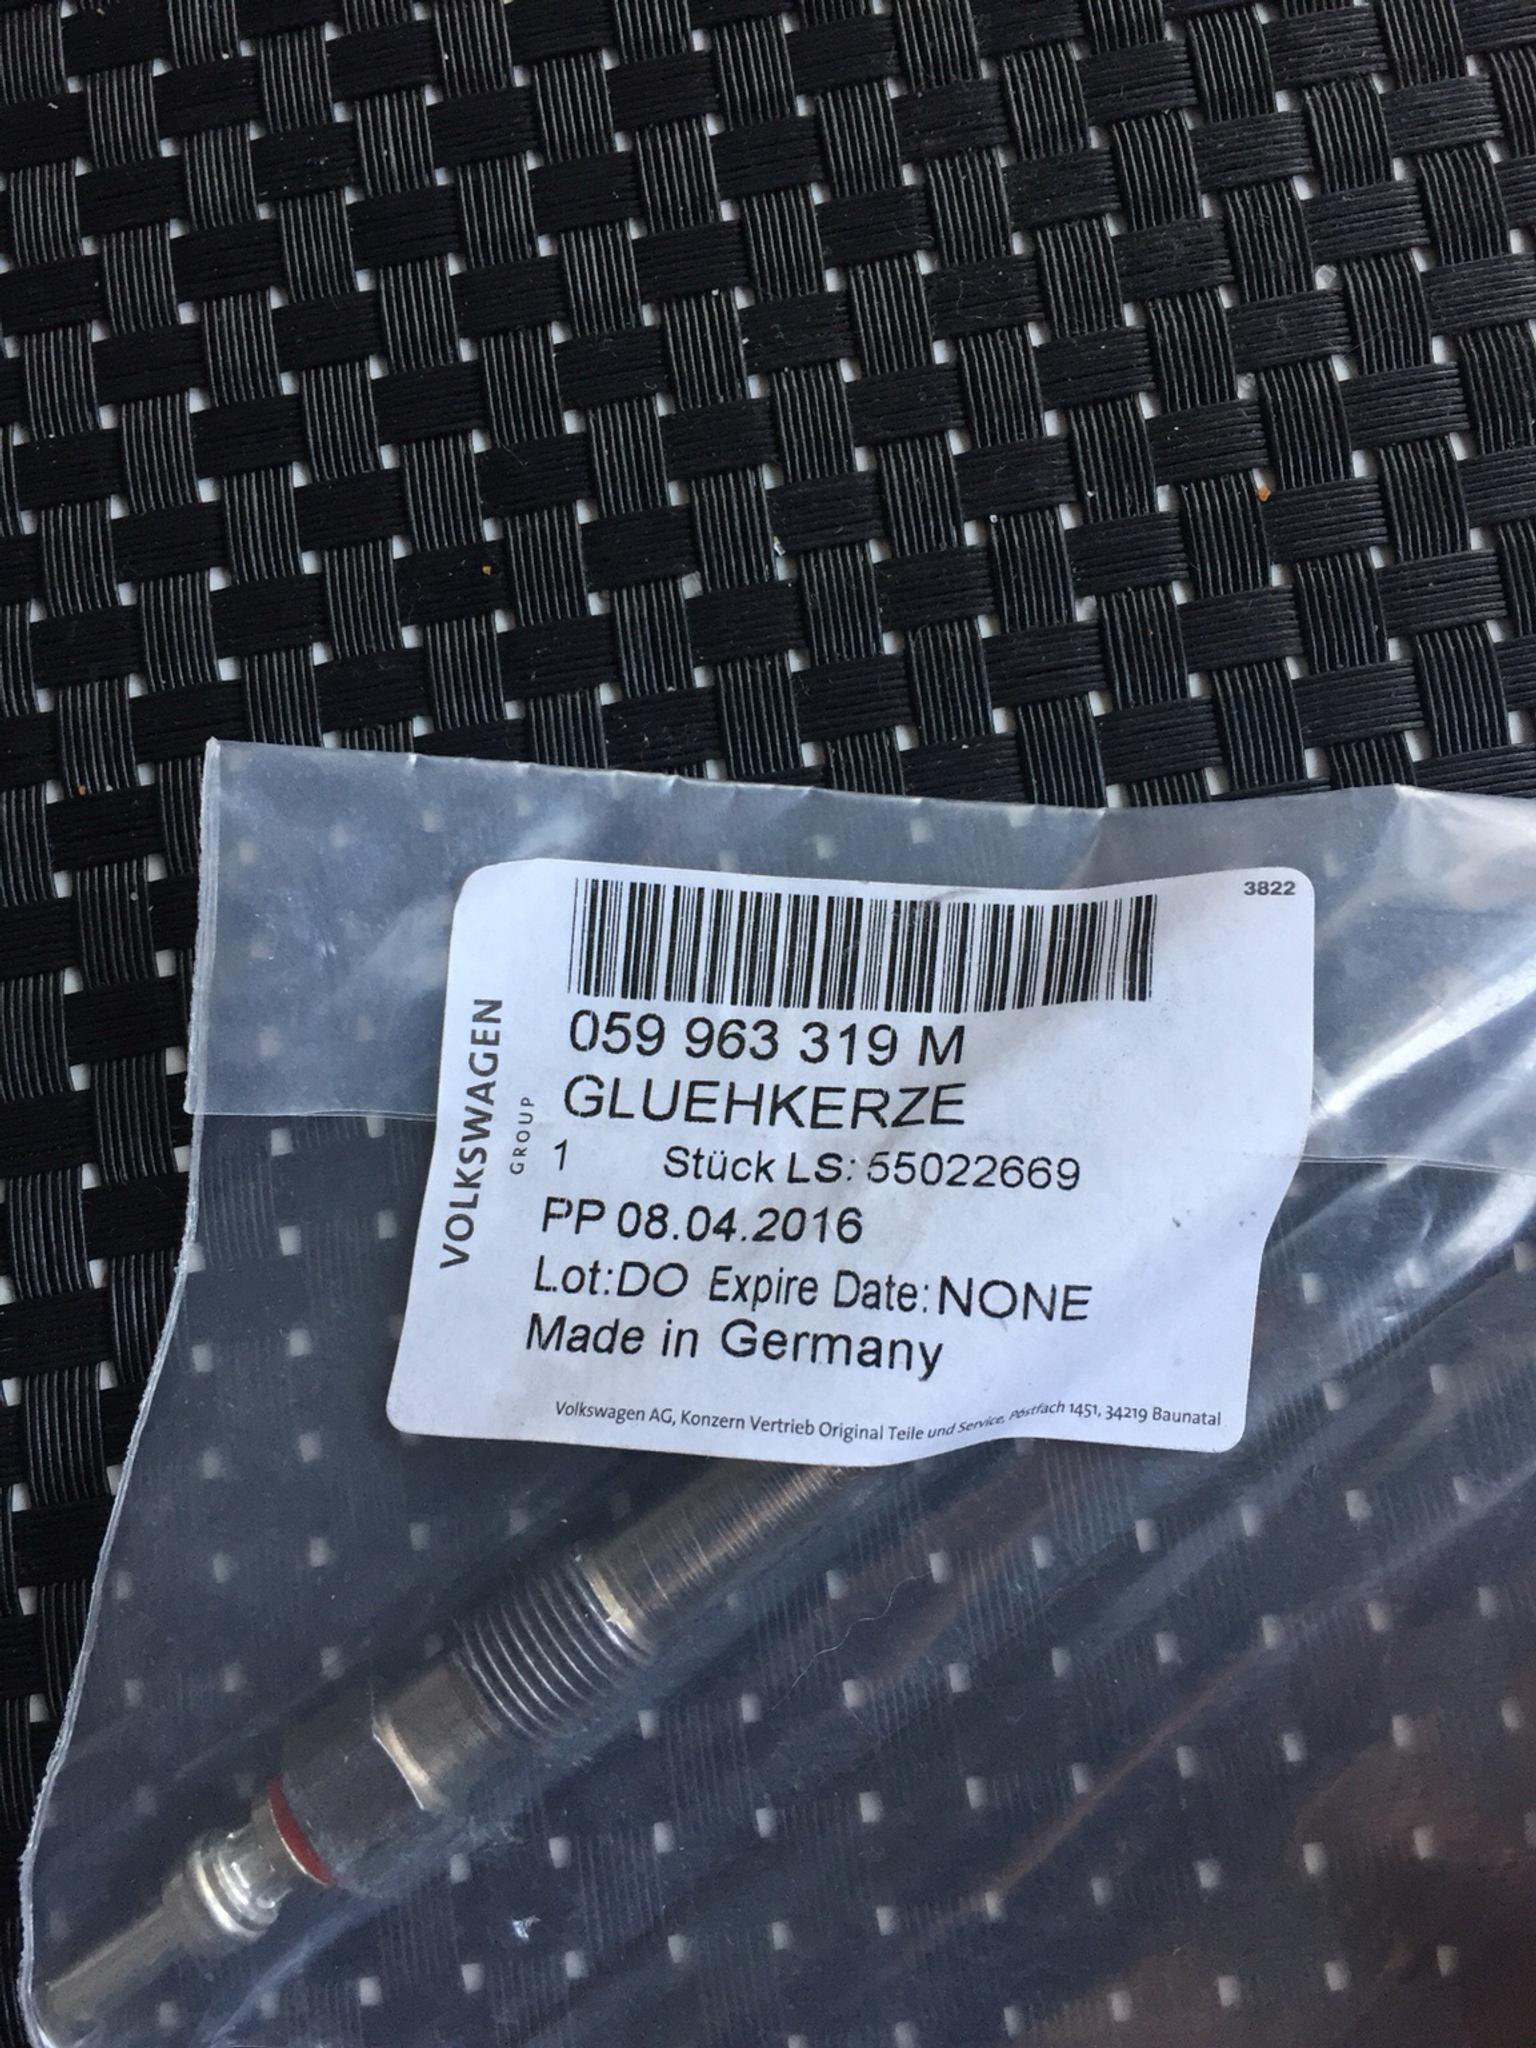 3822
059 963 319 M
GLUEHKERZE
1 Stück LS: 55022669
PP 08.04.2016
Lot:DO Expire Date:NONE
Made in Germany
Volkswagen AG, Konzern Vertrieb Original Teile und Service, Postfach 1451, 34219 Baunatal
VOLKSWAGEN
GROUP